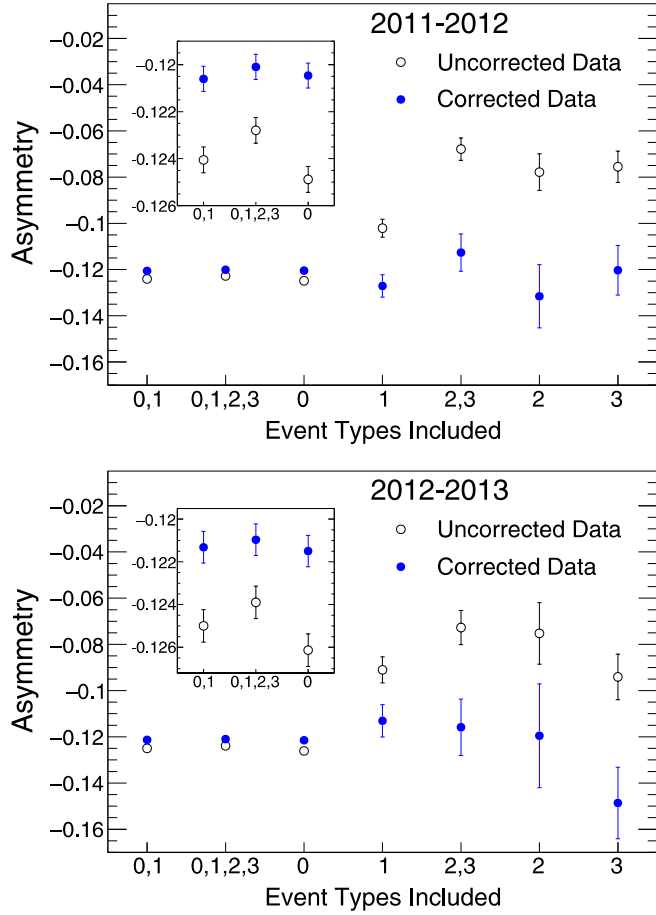 2011-2012
Uncorrected Data
Corrected Data
Asymmetry
−0.02
−0.04
−0.06
−0.08
−0.1
−0.12
−0.14
−0.16
-0.12
-0.122
-0.124
-0.126
0,1 0,1,2,3 0
0,1 0,1,2,3 0 1 2,3 2 3
Event Types Included
2012-2013
Uncorrected Data
Corrected Data
Asymmetry
−0.02
−0.04
−0.06
−0.08
−0.1
−0.12
−0.14
−0.16
-0.12
-0.122
-0.124
-0.126
0,1 0,1,2,3 0
0,1 0,1,2,3 0 1 2,3 2 3
Event Types Included